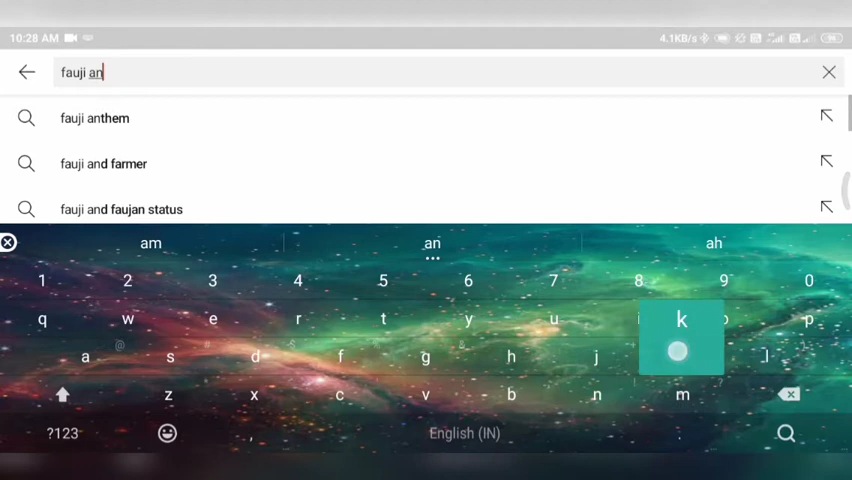 10:28 AM 4.1KB/s
fauji an
fauji anthem
fauji and farmer
fauji and faujan status
am an ah
1 2 3 4 5 6 7 8 9 0
q w e r t y u i o p
a s d f g h j k l
z x c v b n m
?123 , English (IN) .